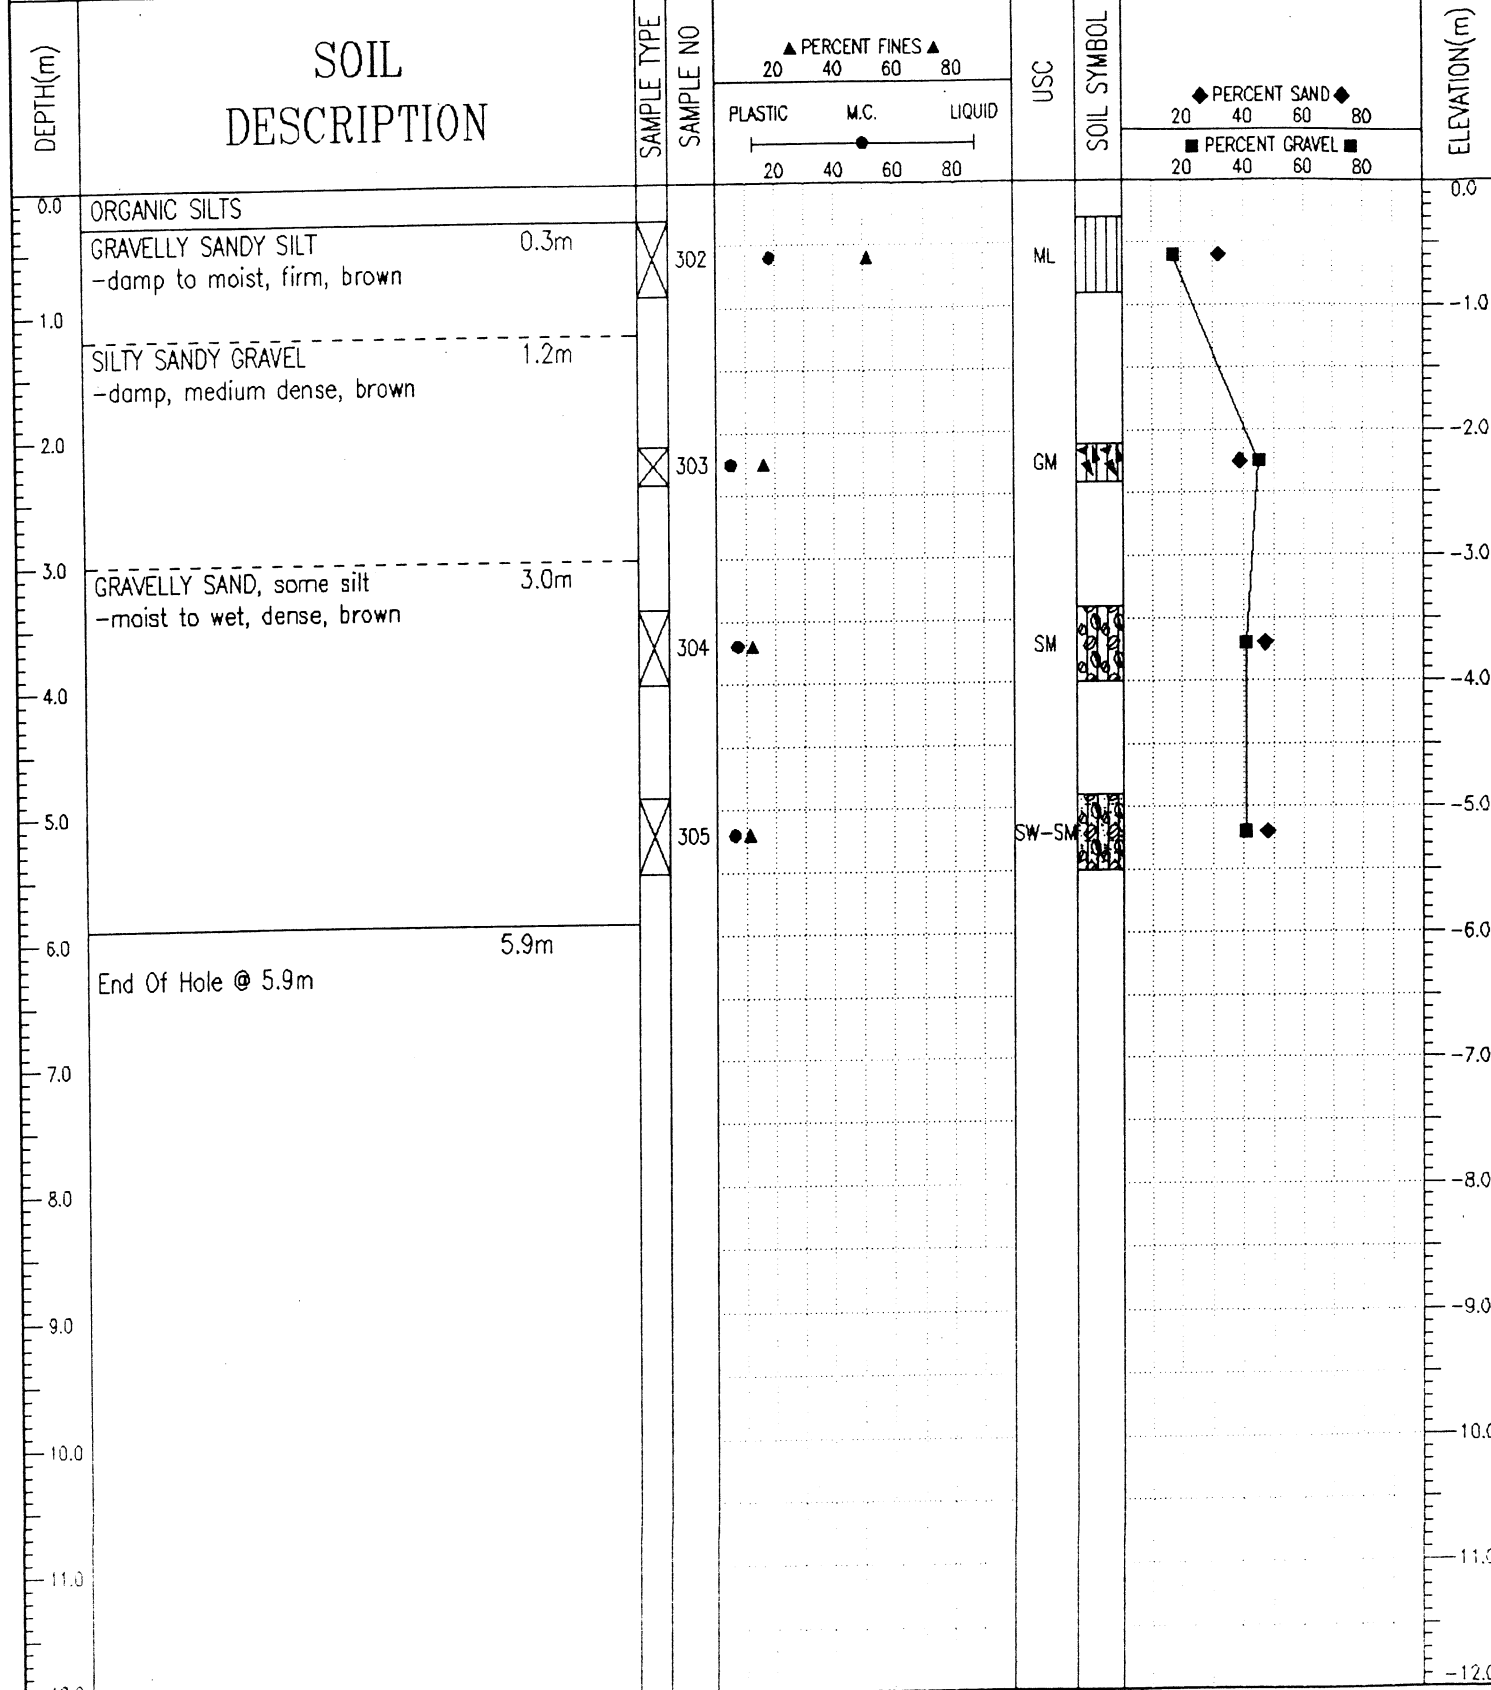 DEPTH(m)
SOIL
DESCRIPTION
SAMPLE TYPE
SAMPLE NO
▲ PERCENT FINES ▲
20 40 60 80
PLASTIC M.C. LIQUID
20 40 60 80
USC
SOIL SYMBOL
◆ PERCENT SAND ◆
20 40 60 80
■ PERCENT GRAVEL ■
20 40 60 80
ELEVATION(m)
0.0 ORGANIC SILTS 0.0
GRAVELLY SANDY SILT 0.3m
-damp to moist, firm, brown
302 ML
1.0 -1.0
SILTY SANDY GRAVEL 1.2m
-damp, medium dense, brown
2.0 -2.0
303 GM
3.0 -3.0
GRAVELLY SAND, some silt 3.0m
-moist to wet, dense, brown
304 SM
4.0 -4.0
5.0 -5.0
305 SW-SM
6.0 5.9m -6.0
End Of Hole @ 5.9m
7.0 -7.0
8.0 -8.0
9.0 -9.0
10.0 -10.0
11.0 -11.0
-12.0